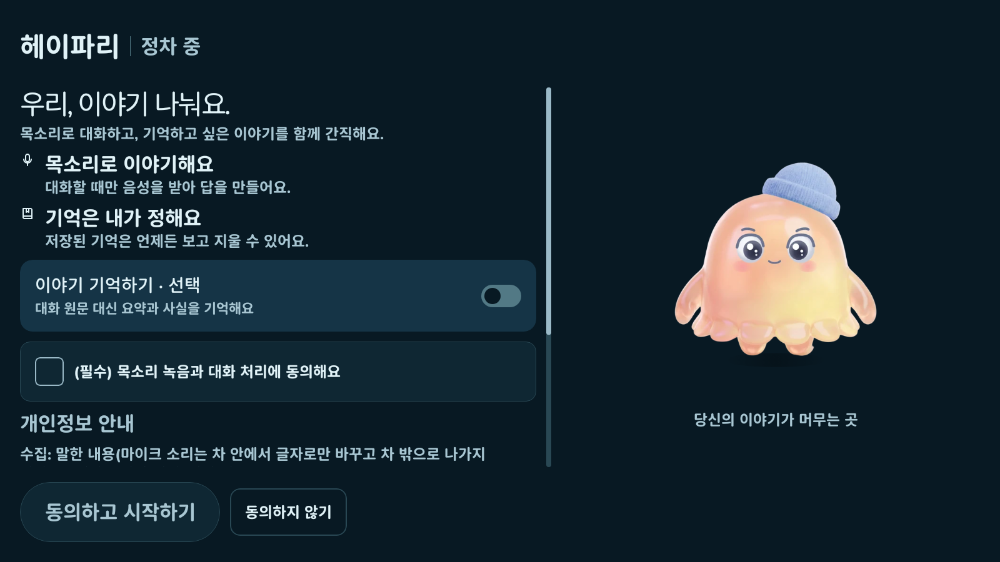 헤이파리
정차 중
우리, 이야기 나눠요.
목소리로 대화하고, 기억하고 싶은 이야기를 함께 간직해요.
목소리로 이야기해요
대화할 때만 음성을 받아 답을 만들어요.
기억은 내가 정해요
저장된 기억은 언제든 보고 지울 수 있어요.
이야기 기억하기 · 선택
대화 원문 대신 요약과 사실을 기억해요
(필수) 목소리 녹음과 대화 처리에 동의해요
개인정보 안내
수집: 말한 내용(마이크 소리는 차 안에서 글자로만 바꾸고 차 밖으로 나가지
동의하고 시작하기
동의하지 않기
당신의 이야기가 머무는 곳